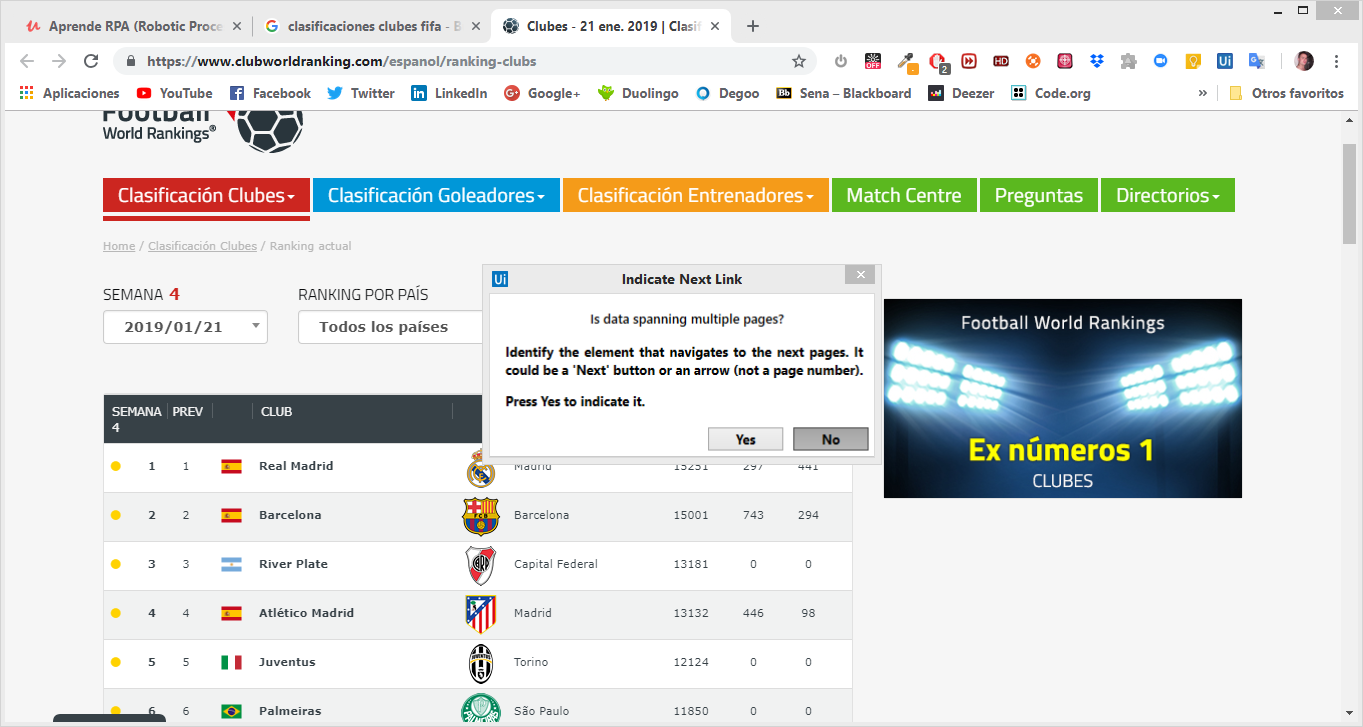 Aprende RPA (Robotic Proce
clasificaciones clubes fifa - B
Clubes - 21 ene. 2019 | Clasif
https://www.clubworldranking.com/espanol/ranking-clubs
OFF
2
HD
Ui
Aplicaciones
YouTube
Facebook
Twitter
LinkedIn
Google+
Duolingo
Degoo
Bb
Sena – Blackboard
Deezer
Code.org
»
Otros favoritos
Football
World Rankings®
Clasificación Clubes
Clasificación Goleadores
Clasificación Entrenadores
Match Centre
Preguntas
Directorios
Home / Clasificación Clubes / Ranking actual
SEMANA 4
RANKING POR PAÍS
2019/01/21
Todos los países
Ui
Indicate Next Link
Is data spanning multiple pages?
Identify the element that navigates to the next pages. It
could be a 'Next' button or an arrow (not a page number).
Press Yes to indicate it.
Yes
No
Football World Rankings
Ex números 1
CLUBES
SEMANA PREV CLUB
4
1 1 Real Madrid Madrid 15251 297 441
2 2 Barcelona FCB Barcelona 15001 743 294
3 3 River Plate CARP Capital Federal 13181 0 0
4 4 Atlético Madrid Madrid 13132 446 98
5 5 Juventus Torino 12124 0 0
6 6 Palmeiras São Paulo 11850 0 0